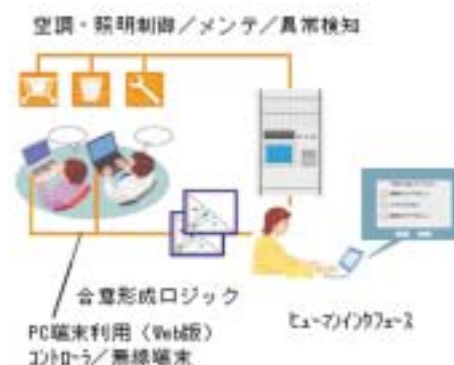 空調・照明制御／メンテ／異常検知
合意形成ロジック
PC端末利用（Web版）
コントローラ／無線端末
ヒューマンインタフェース